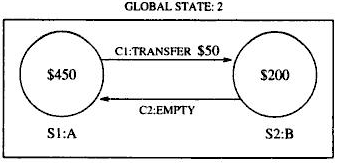 GLOBAL STATE: 2
C1:TRANSFER $50
$450
$200
C2:EMPTY
S1:A
S2:B